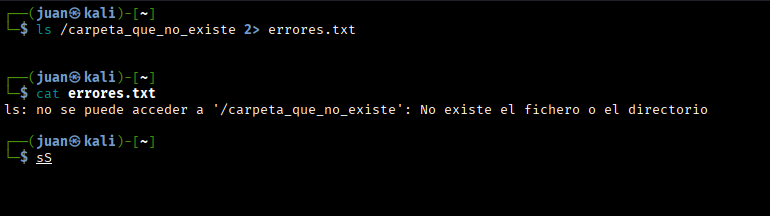 ┌──(juan㉿kali)-[~]
└─$ ls /carpeta_que_no_existe 2> errores.txt
┌──(juan㉿kali)-[~]
└─$ cat errores.txt
ls: no se puede acceder a '/carpeta_que_no_existe': No existe el fichero o el directorio
┌──(juan㉿kali)-[~]
└─$ sS